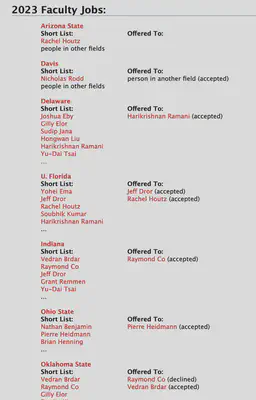 2023 Faculty Jobs:
Arizona State
Short List: Offered To:
Rachel Houtz
people in other fields
Davis
Short List: Offered To:
Nicholas Rodd person in another field (accepted)
people in other fields
Delaware
Short List: Offered To:
Joshua Eby Harikrishnan Ramani (accepted)
Gilly Elor
Sudip Jana
Hongwan Liu
Harikrishnan Ramani
Yu-Dai Tsai
...
U. Florida
Short List: Offered To:
Yohei Ema Jeff Dror (accepted)
Jeff Dror Rachel Houtz (accepted)
Rachel Houtz
Soubhik Kumar
Harikrishnan Ramani
...
Indiana
Short List: Offered To:
Vedran Brdar Raymond Co (accepted)
Raymond Co
Jeff Dror
Grant Remmen
Yu-Dai Tsai
...
Ohio State
Short List: Offered To:
Nathan Benjamin Pierre Heidmann (accepted)
Pierre Heidmann
Brian Henning
...
Oklahoma State
Short List: Offered To:
Vedran Brdar Raymond Co (declined)
Raymond Co Vedran Brdar (accepted)
Gilly Elor